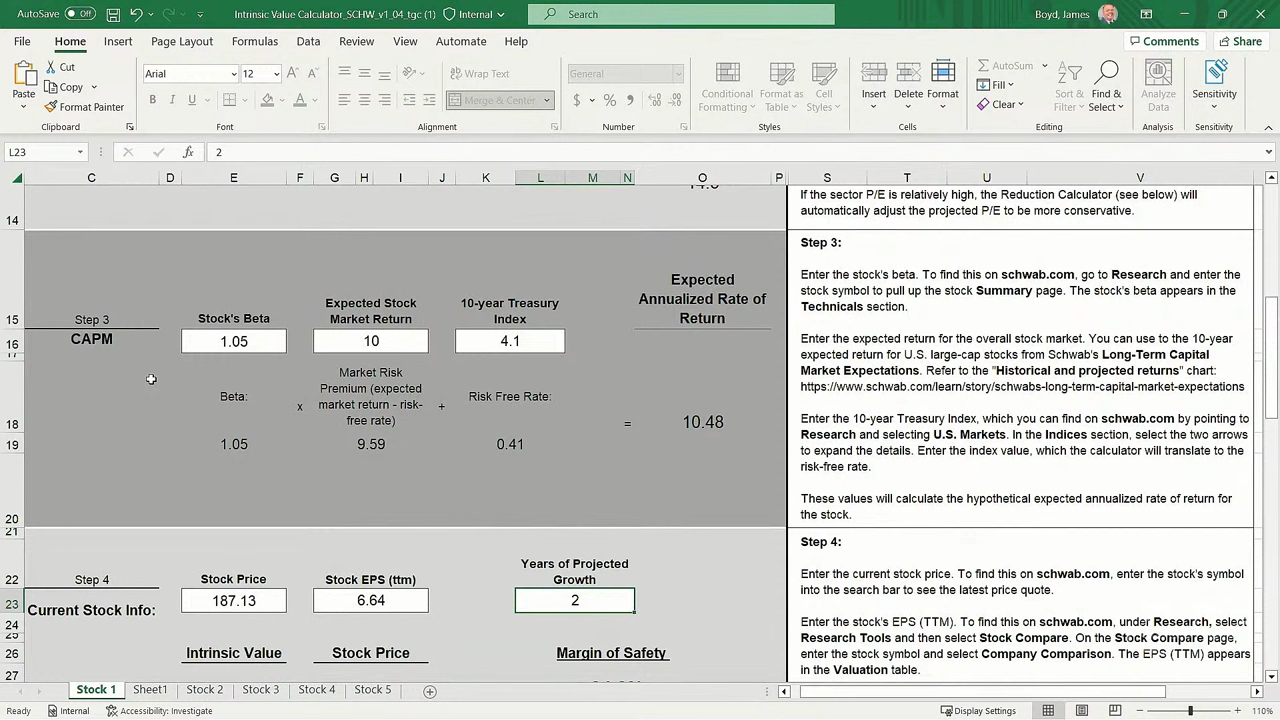 AutoSave Off Intrinsic Value Calculator_SCHW_v1_04_tgc (1) Internal Search Boyd, James
File Home Insert Page Layout Formulas Data Review View Automate Help Comments Share
Cut Arial 12 Wrap Text General AutoSum
Paste Copy Merge & Center $ % Conditional Formatting Format as Table Cell Styles Insert Delete Format Fill Sort & Filter Find & Select Analyze Data Sensitivity
Format Painter B I U A Clear
Clipboard Font Alignment Number Styles Cells Editing Analysis Sensitivity
L23 fx 2
C D E F G H I J K L M N O P S T U V
14
15
16
17
18
19
20
21
22
23
24
25
26
27
Step 3
CAPM
Stock's Beta
1.05
Expected Stock
Market Return
10
10-year Treasury
Index
4.1
Expected
Annualized Rate of
Return
Beta:
1.05
x
Market Risk
Premium (expected
market return - risk-
free rate)
9.59
+
Risk Free Rate:
0.41
=
10.48
Step 4
Current Stock Info:
Stock Price
187.13
Stock EPS (ttm)
6.64
Years of Projected
Growth
2
Intrinsic Value Stock Price Margin of Safety
If the sector P/E is relatively high, the Reduction Calculator (see below) will
automatically adjust the projected P/E to be more conservative.
Step 3:
Enter the stock's beta. To find this on schwab.com, go to Research and enter the
stock symbol to pull up the stock Summary page. The stock's beta appears in the
Technicals section.
Enter the expected return for the overall stock market. You can use to the 10-year
expected return for U.S. large-cap stocks from Schwab's Long-Term Capital
Market Expectations. Refer to the "Historical and projected returns" chart:
https://www.schwab.com/learn/story/schwabs-long-term-capital-market-expectations
Enter the 10-year Treasury Index, which you can find on schwab.com by pointing to
Research and selecting U.S. Markets. In the Indices section, select the two arrows
to expand the details. Enter the index value, which the calculator will translate to the
risk-free rate.
These values will calculate the hypothetical expected annualized rate of return for
the stock.
Step 4:
Enter the current stock price. To find this on schwab.com, enter the stock's symbol
into the search bar to see the latest price quote.
Enter the stock's EPS (TTM). To find this on schwab.com, under Research, select
Research Tools and then select Stock Compare. On the Stock Compare page,
enter the stock symbol and select Company Comparison. The EPS (TTM) appears
in the Valuation table.
Stock 1 Sheet1 Stock 2 Stock 3 Stock 4 Stock 5
Ready Internal Accessibility: Investigate Display Settings 110%